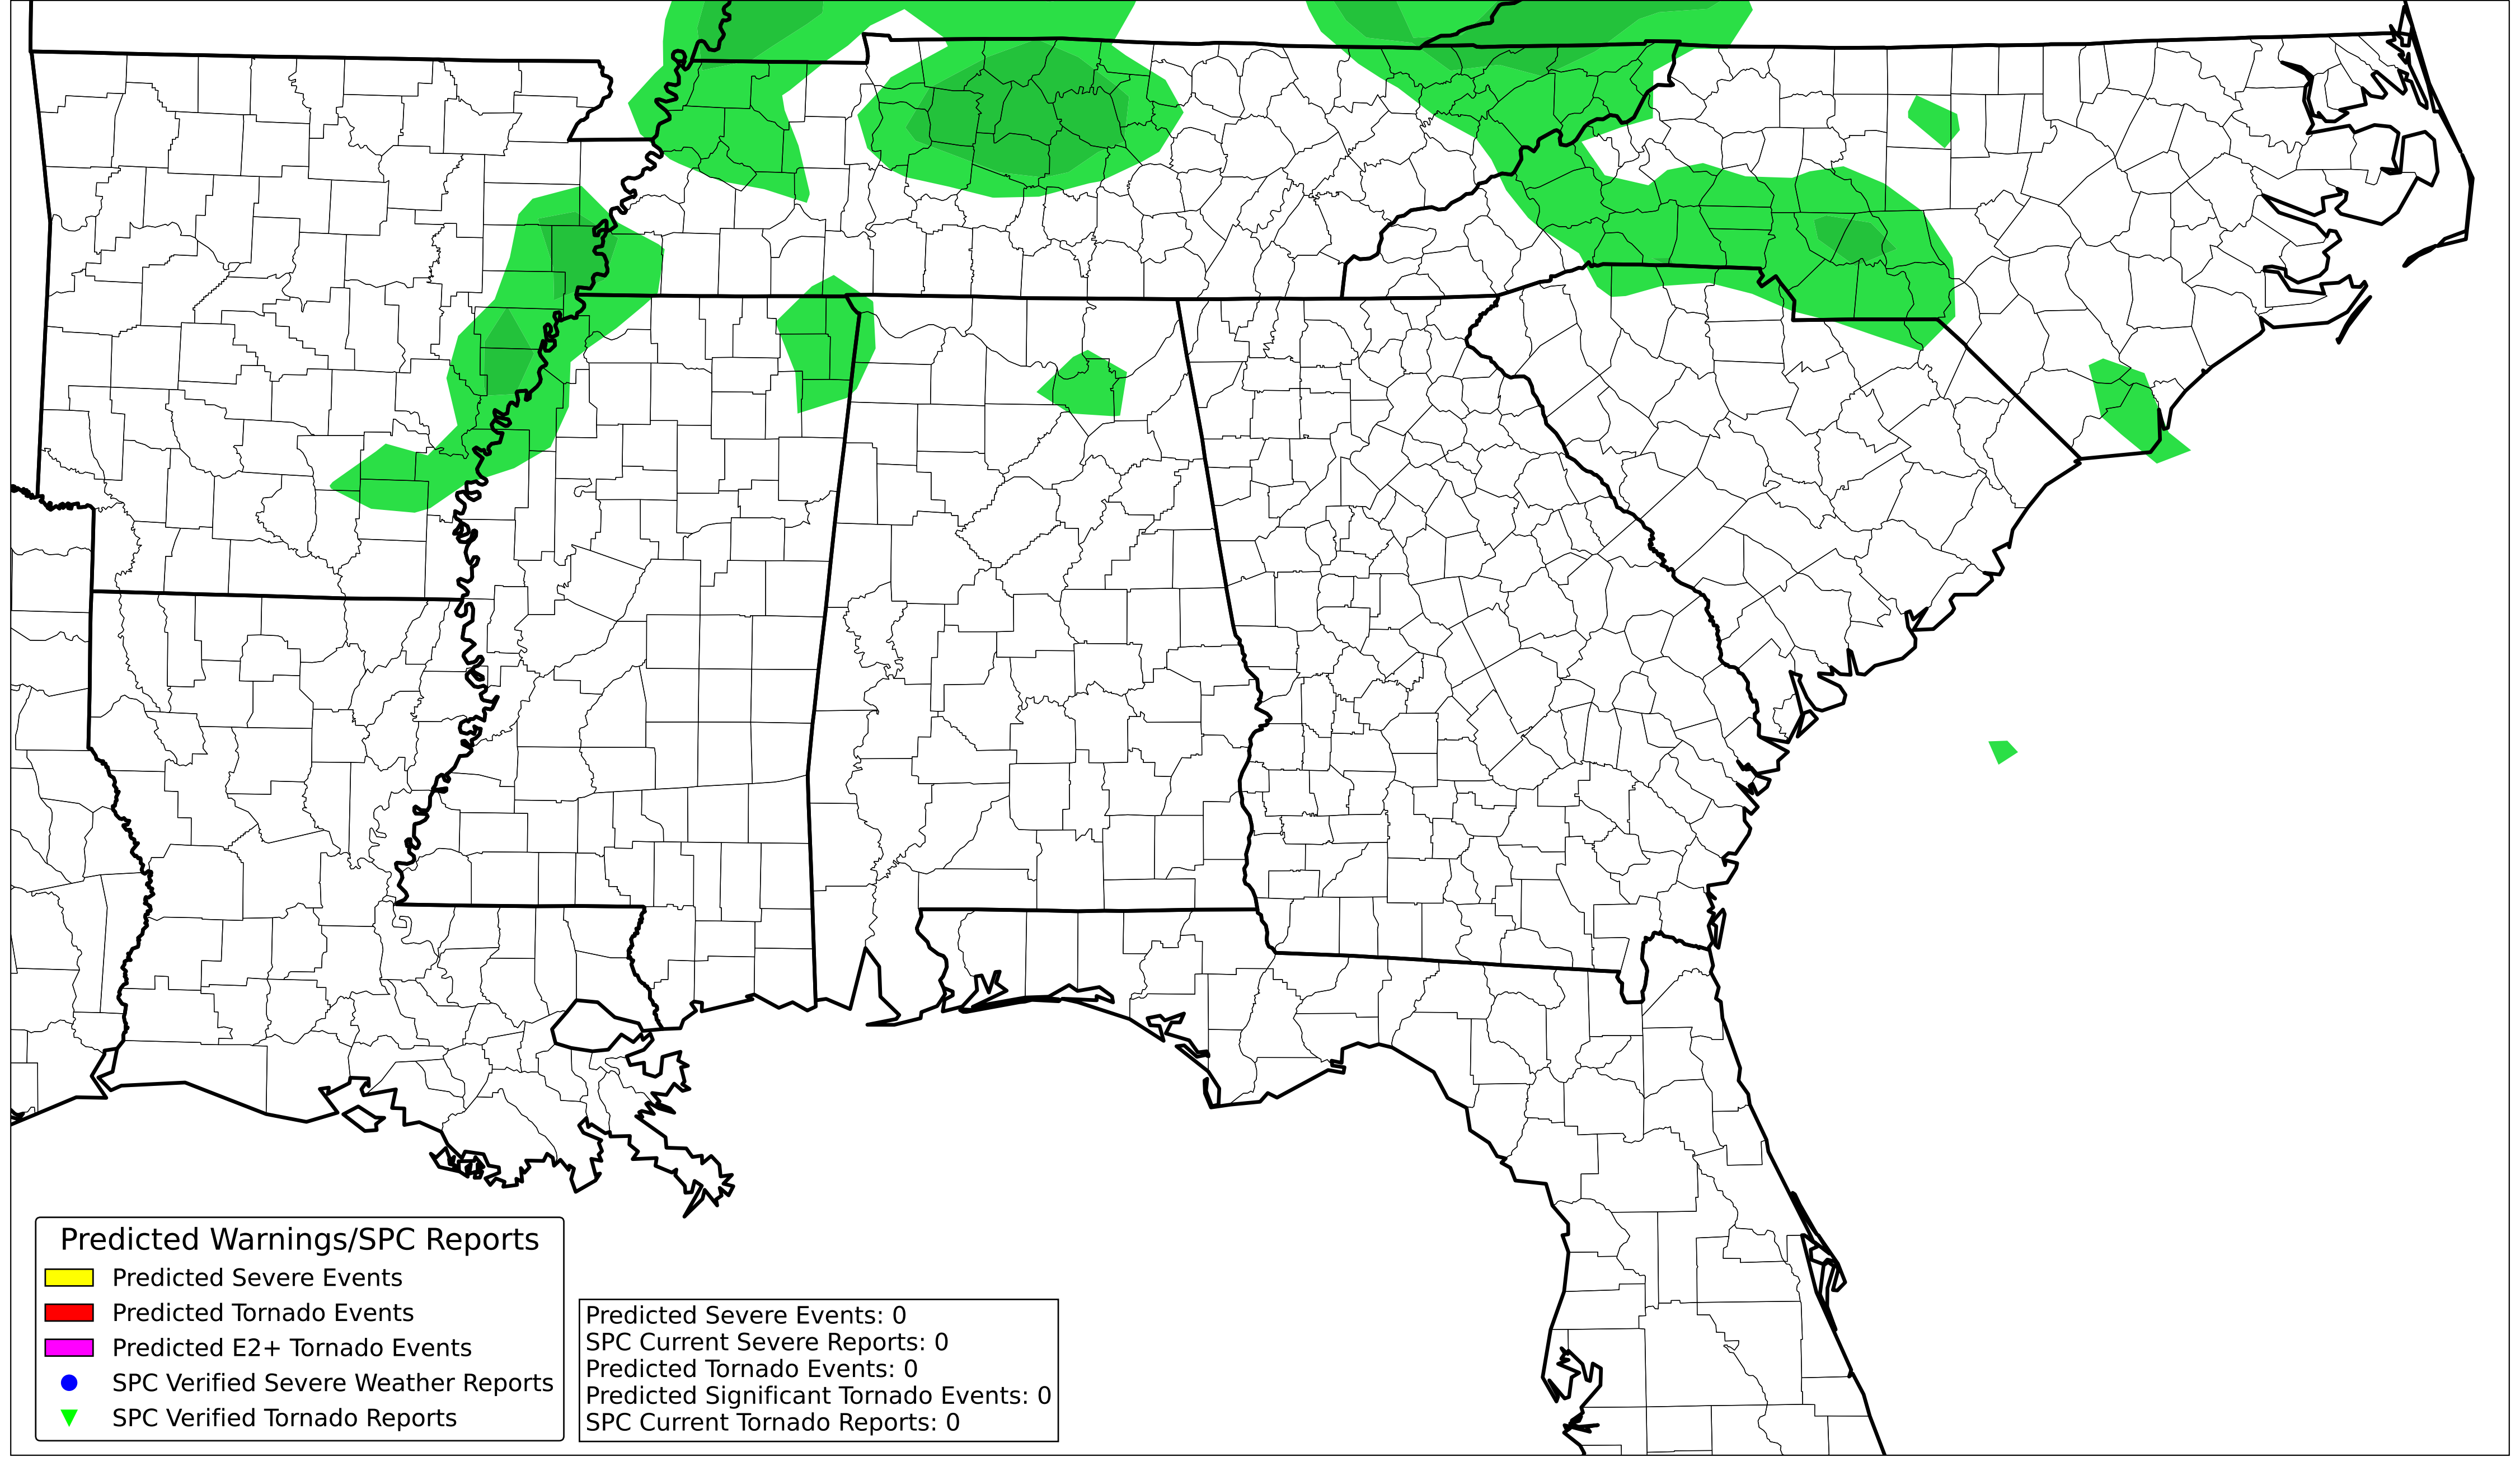 Predicted Warnings/SPC Reports
Predicted Severe Events
Predicted Tornado Events
Predicted E2+ Tornado Events
SPC Verified Severe Weather Reports
SPC Verified Tornado Reports
Predicted Severe Events: 0
SPC Current Severe Reports: 0
Predicted Tornado Events: 0
Predicted Significant Tornado Events: 0
SPC Current Tornado Reports: 0